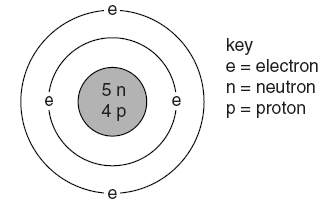 e
key
e = electron
e
5 n
e
n = neutron
4 p
p = proton
e